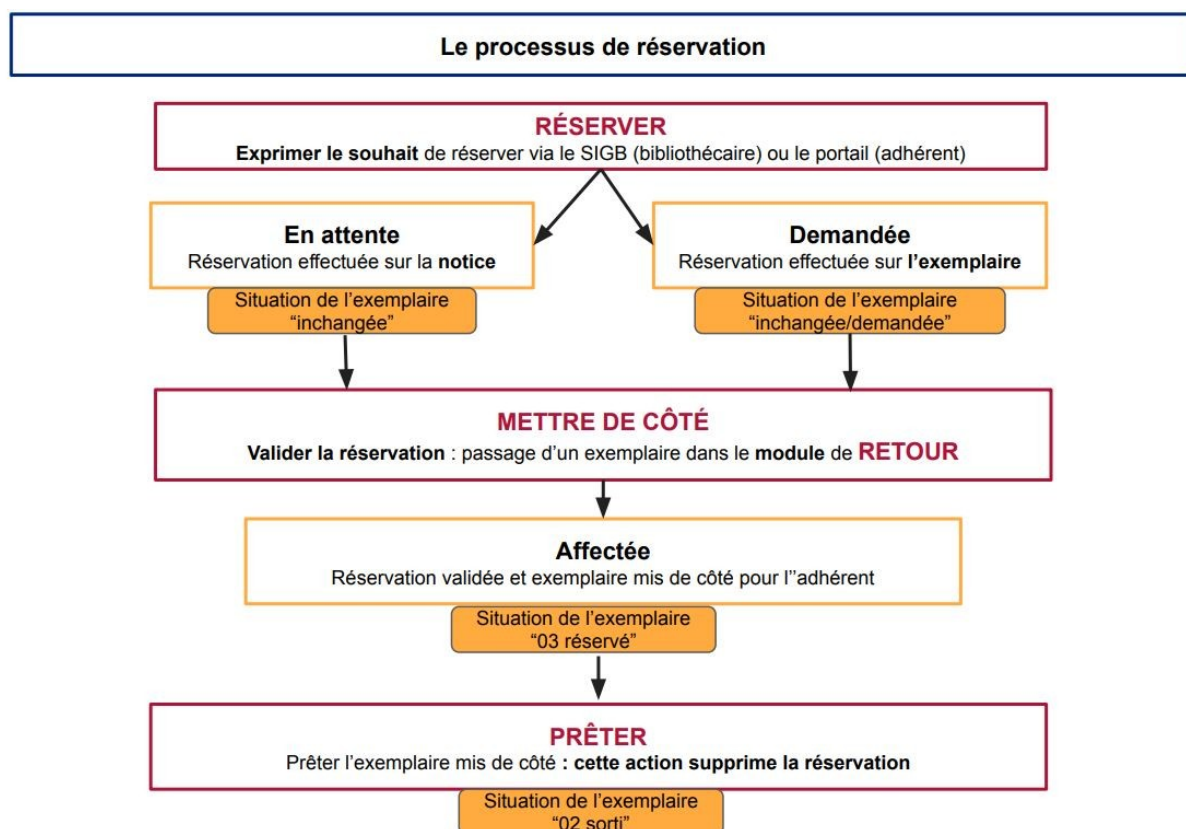 Le processus de réservation
RÉSERVER
Exprimer le souhait de réserver via le SIGB (bibliothécaire) ou le portail (adhérent)
En attente
Réservation effectuée sur la notice
Situation de l’exemplaire
“inchangée”
Demandée
Réservation effectuée sur l’exemplaire
Situation de l’exemplaire
“inchangée/demandée”
METTRE DE CÔTÉ
Valider la réservation : passage d’un exemplaire dans le module de RETOUR
Affectée
Réservation validée et exemplaire mis de côté pour l’’adhérent
Situation de l’exemplaire
“03 réservé”
PRÊTER
Prêter l’exemplaire mis de côté : cette action supprime la réservation
Situation de l’exemplaire
“02 sorti”